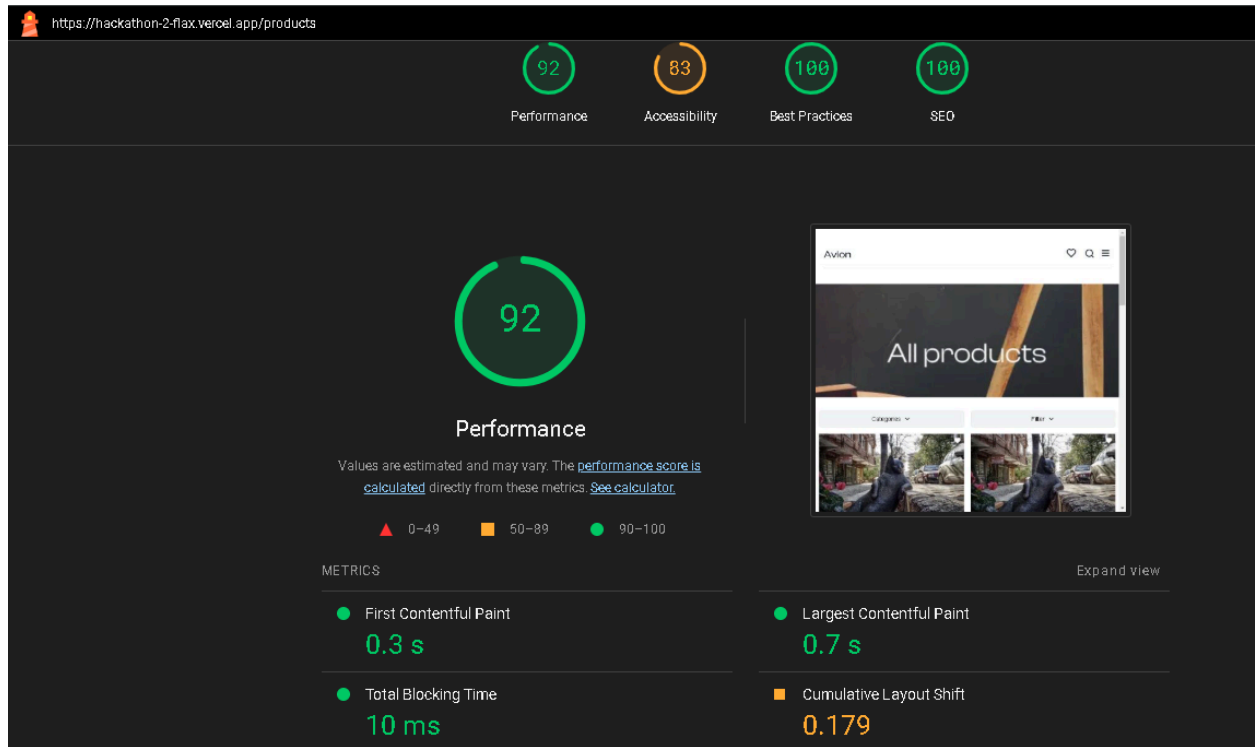 https://hackathon-2-flax.vercel.app/products
92 83 100 100
Performance Accessibility Best Practices SEO
92
Performance
Values are estimated and may vary. The performance score is
calculated directly from these metrics. See calculator.
0–49 50–89 90–100
Avion
All products
Categories Filter
METRICS Expand view
First Contentful Paint
0.3 s
Largest Contentful Paint
0.7 s
Total Blocking Time
10 ms
Cumulative Layout Shift
0.179